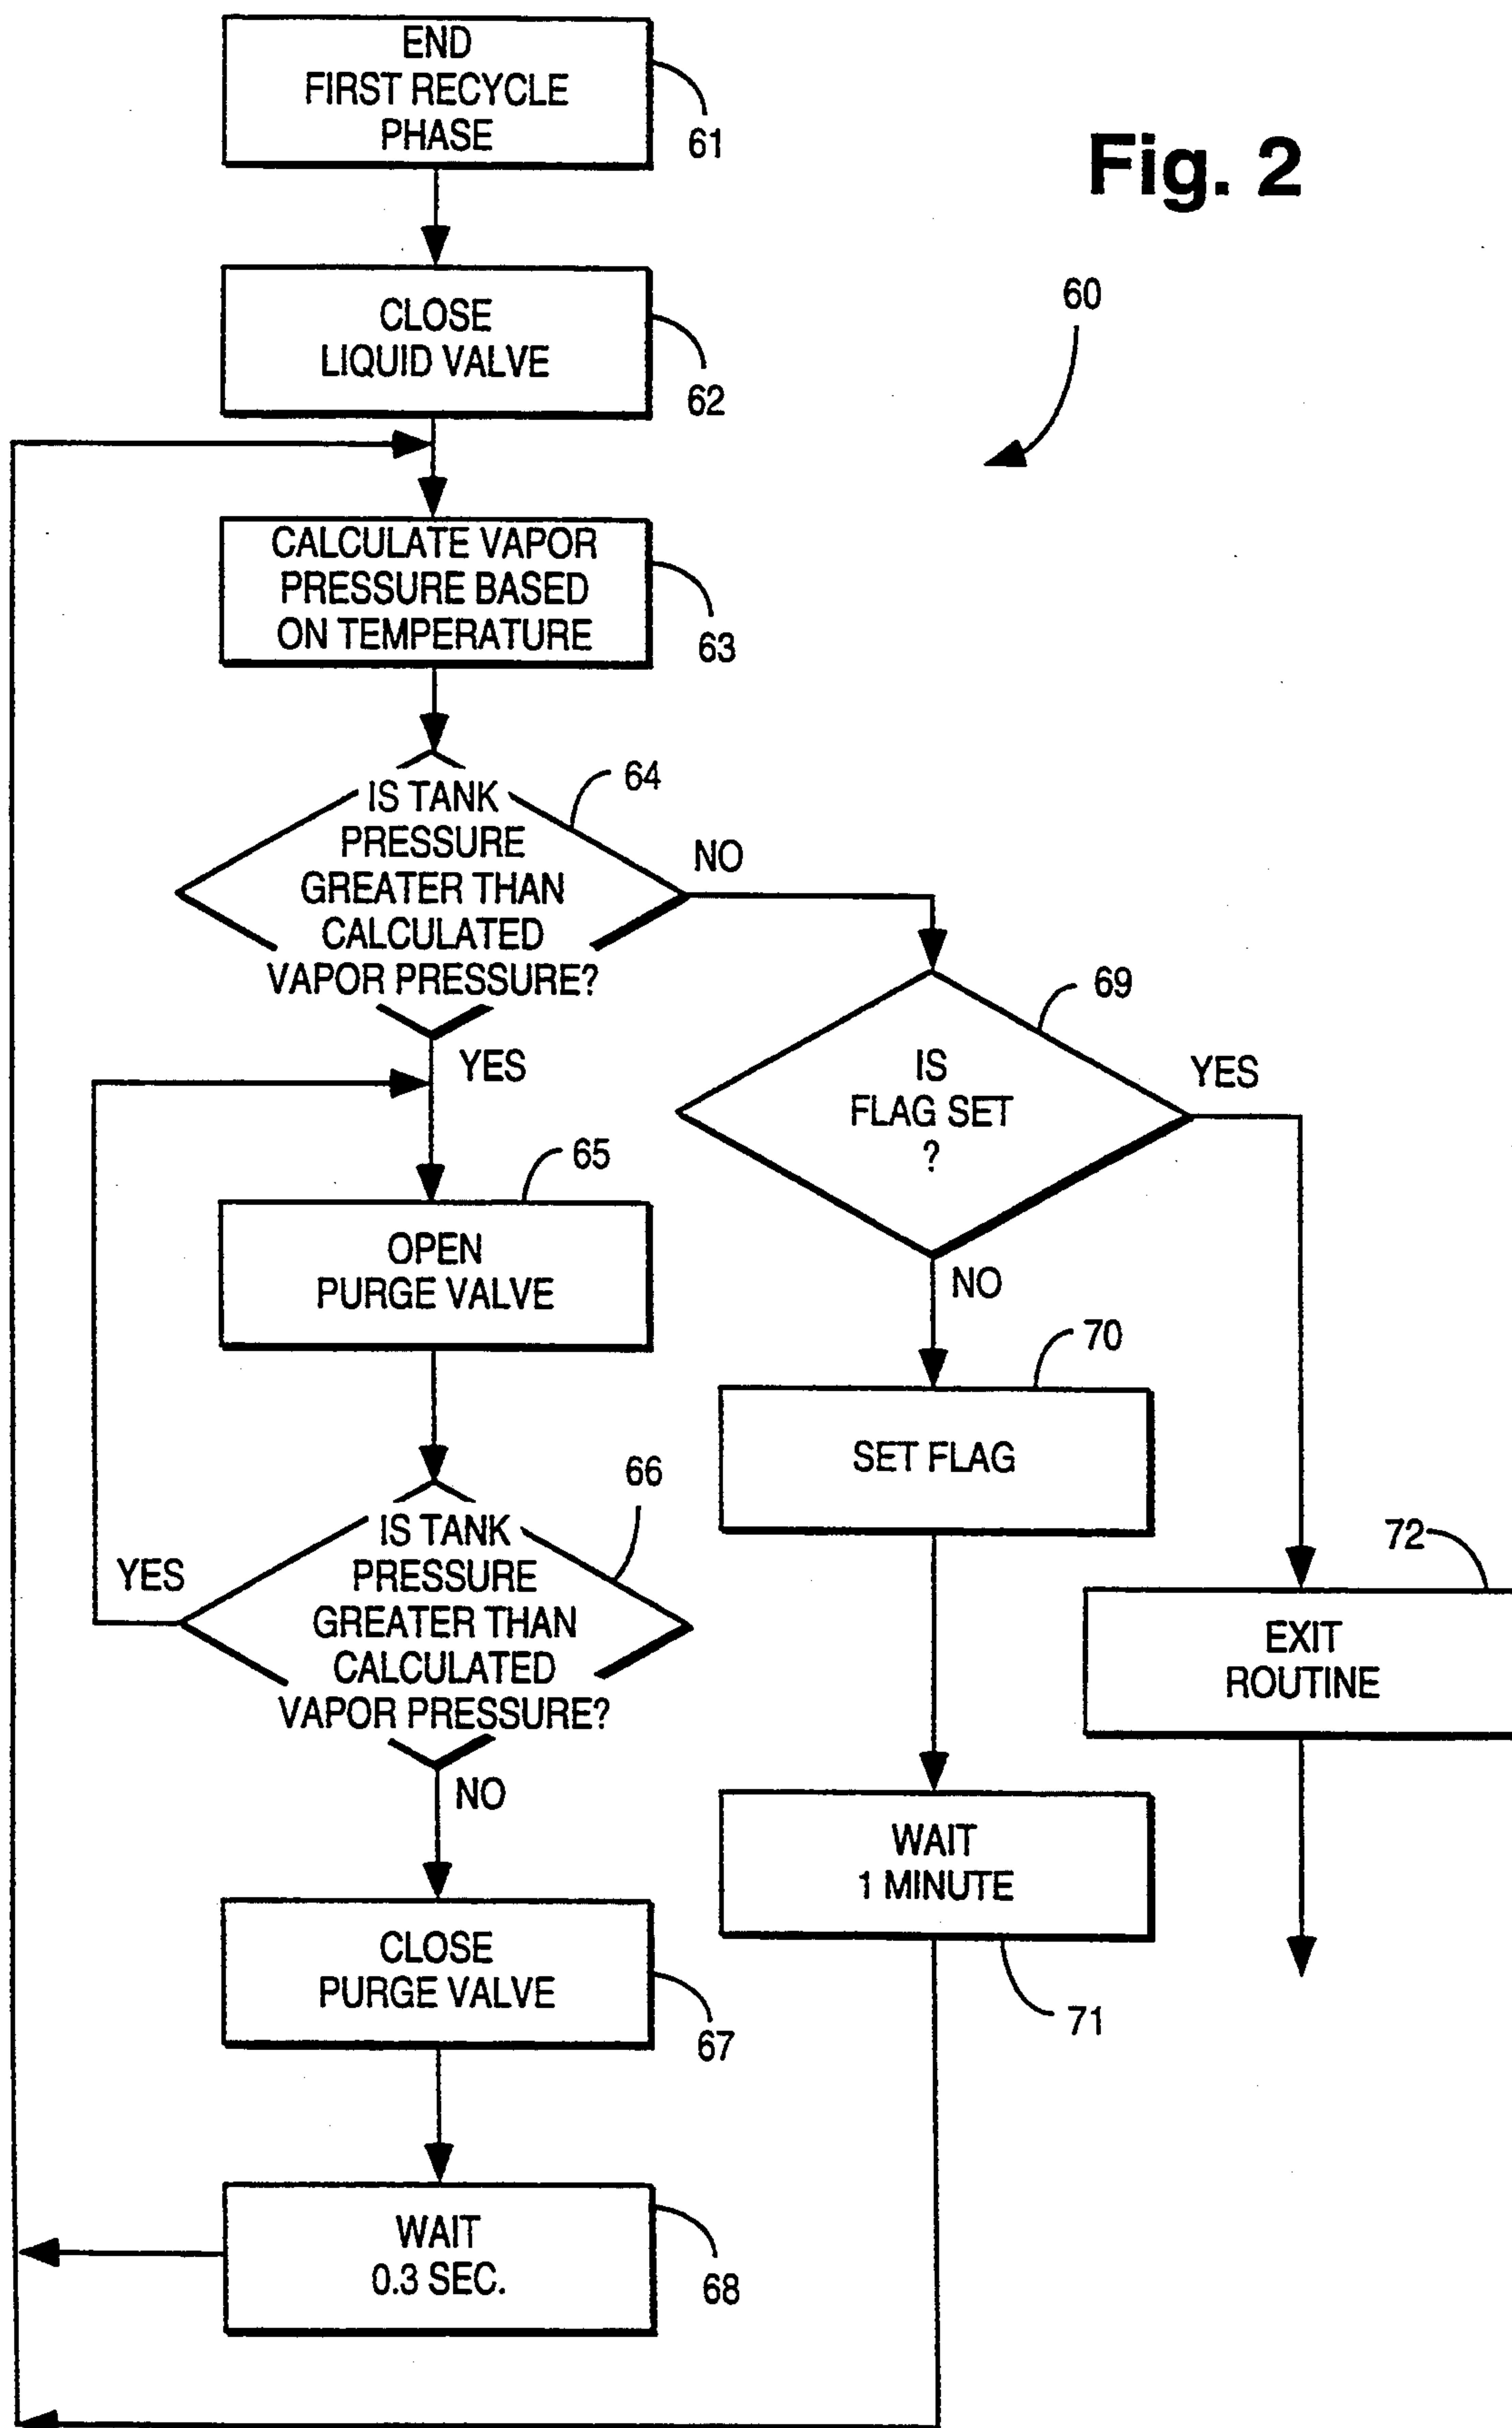 END
FIRST RECYCLE
PHASE
61
Fig. 2
CLOSE
LIQUID VALVE
62
60
CALCULATE VAPOR
PRESSURE BASED
ON TEMPERATURE
63
IS TANK
PRESSURE
GREATER THAN
CALCULATED
VAPOR PRESSURE?
64
NO
YES
69
IS
FLAG SET
?
YES
NO
65
OPEN
PURGE VALVE
70
SET FLAG
66
IS TANK
PRESSURE
GREATER THAN
CALCULATED
VAPOR PRESSURE?
YES
NO
72
EXIT
ROUTINE
WAIT
1 MINUTE
71
CLOSE
PURGE VALVE
67
WAIT
0.3 SEC.
68